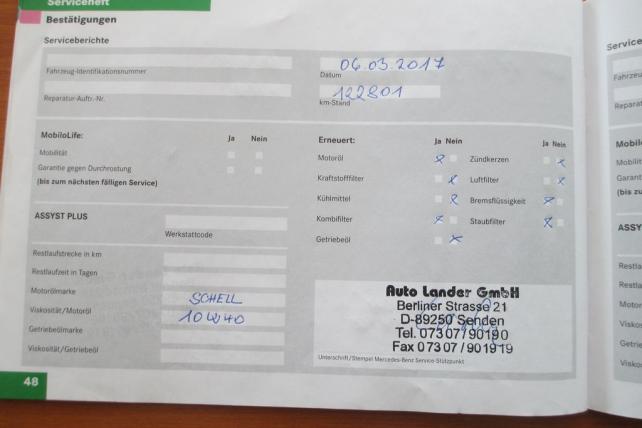 Serviceheft
Bestätigungen
Serviceberichte
Fahrzeug-Identifikationsnummer
06.03.2017
Datum
Reparatur-Auftr.-Nr.
122801
km-Stand
MobiloLife: Ja Nein
Mobilität
Garantie gegen Durchrostung
(bis zum nächsten fälligen Service)
Erneuert: Ja Nein Ja Nein
Motoröl Zündkerzen
Kraftstofffilter Luftfilter
Kühlmittel Bremsflüssigkeit
Kombifilter Staubfilter
Getriebeöl
ASSYST PLUS
Werkstattcode
Restlaufstrecke in km
Restlaufzeit in Tagen
Motorölmarke SCHELL
Viskosität/Motoröl 10W40
Getriebeölmarke
Viskosität/Getriebeöl
Auto Lander GmbH
Berliner Strasse 21
D-89250 Senden
Tel. 07307/90190
Fax 07307/901919
Unterschrift/Stempel Mercedes-Benz Service-Stützpunkt
48